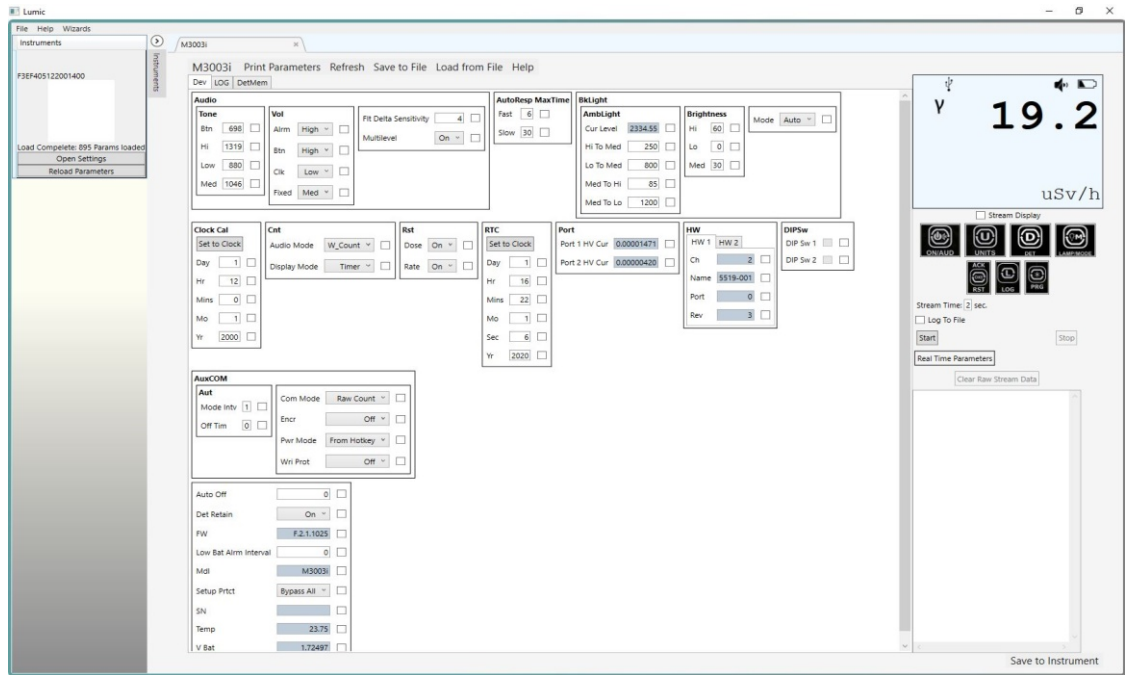 Lumic
File Help Wizards
Instruments
F3EF405122001400
Load Compelete: 895 Params loaded
Open Settings
Reload Parameters
Instruments
M3003i
M3003i Print Parameters Refresh Save to File Load from File Help
Dev LOG DetMem
Audio
Tone
Btn 698
Hi 1319
Low 880
Med 1046
Vol
Alrm High
Btn High
Clk Low
Fixed Med
Flt Delta Sensitivity 4
Multilevel On
AutoResp MaxTime
Fast 6
Slow 30
BkLight
AmbLight
Cur Level 2334.55
Hi To Med 250
Lo To Med 800
Med To Hi 85
Med To Lo 1200
Brightness
Hi 60
Lo 0
Med 30
Mode Auto
Clock Cal
Set to Clock
Day 1
Hr 12
Mins 0
Mo 1
Yr 2000
Cnt
Audio Mode W_Count
Display Mode Timer
Rst
Dose On
Rate On
RTC
Set to Clock
Day 1
Hr 16
Mins 22
Mo 1
Sec 6
Yr 2020
Port
Port 1 HV Cur 0.00001471
Port 2 HV Cur 0.00000420
HW
HW 1 HW 2
Ch 2
Name 5519-001
Port 0
Rev 3
DIPSw
DIP Sw 1
DIP Sw 2
AuxCOM
Aut
Mode Intv 1
Off Tim 0
Com Mode Raw Count
Encr Off
Pwr Mode From Hotkey
Wri Prot Off
Auto Off 0
Det Retain On
FW F.2.1.1025
Low Bat Alrm Interval 0
Mdl M3003i
Setup Prtct Bypass All
SN
Temp 23.75
V Bat 1.72497
γ 19.2
uSv/h
Stream Display
ON/AUD UNITS DET LAMP/MODE
ACK
RST LOG PRG
Stream Time: 2 sec.
Log To File
Start Stop
Real Time Parameters
Clear Raw Stream Data
Save to Instrument